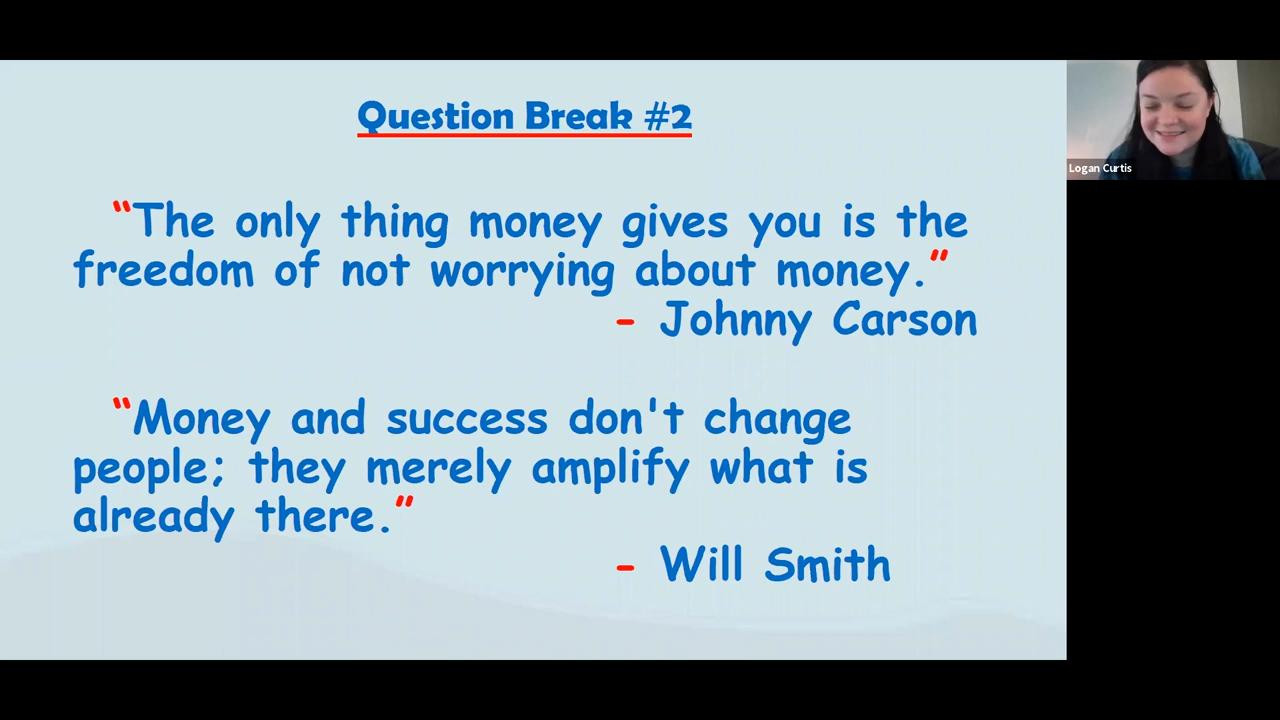 Question Break #2
“The only thing money gives you is the
freedom of not worrying about money.”
- Johnny Carson
“Money and success don't change
people; they merely amplify what is
already there.”
- Will Smith
Logan Curtis